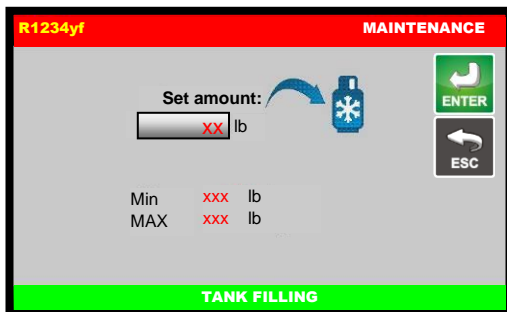 R1234yf MAINTENANCE
Set amount:
xx lb
ENTER
ESC
Min xxx lb
MAX xxx lb
TANK FILLING